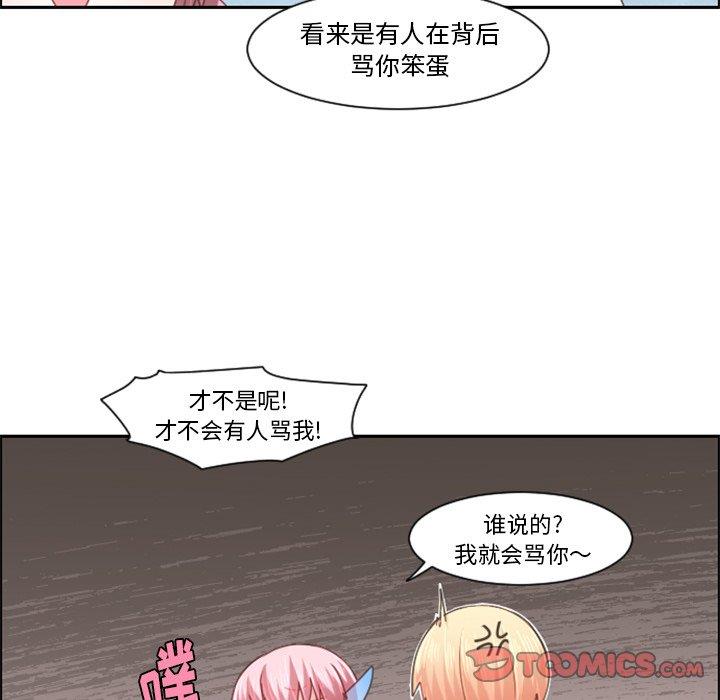 看来是有人在背后
骂你笨蛋
才不是呢!
才不会有人骂我!
谁说的?
我就会骂你～
噗
TOOMICS.COM